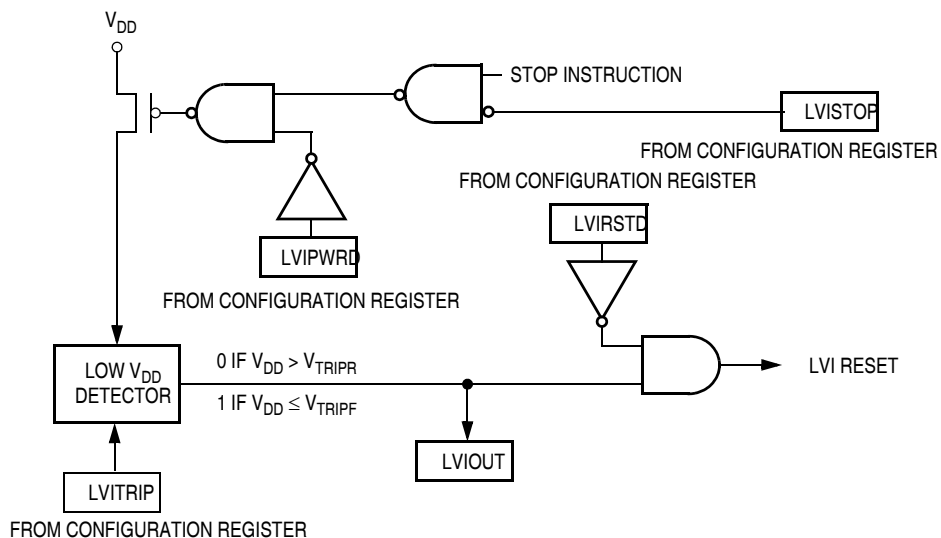 VDD
STOP INSTRUCTION
LVISTOP
FROM CONFIGURATION REGISTER
FROM CONFIGURATION REGISTER
LVIRSTD
LVIPWRD
FROM CONFIGURATION REGISTER
LOW VDD
DETECTOR
0 IF VDD > VTRIPR
1 IF VDD ≤ VTRIPF
LVI RESET
LVIOUT
LVITRIP
FROM CONFIGURATION REGISTER